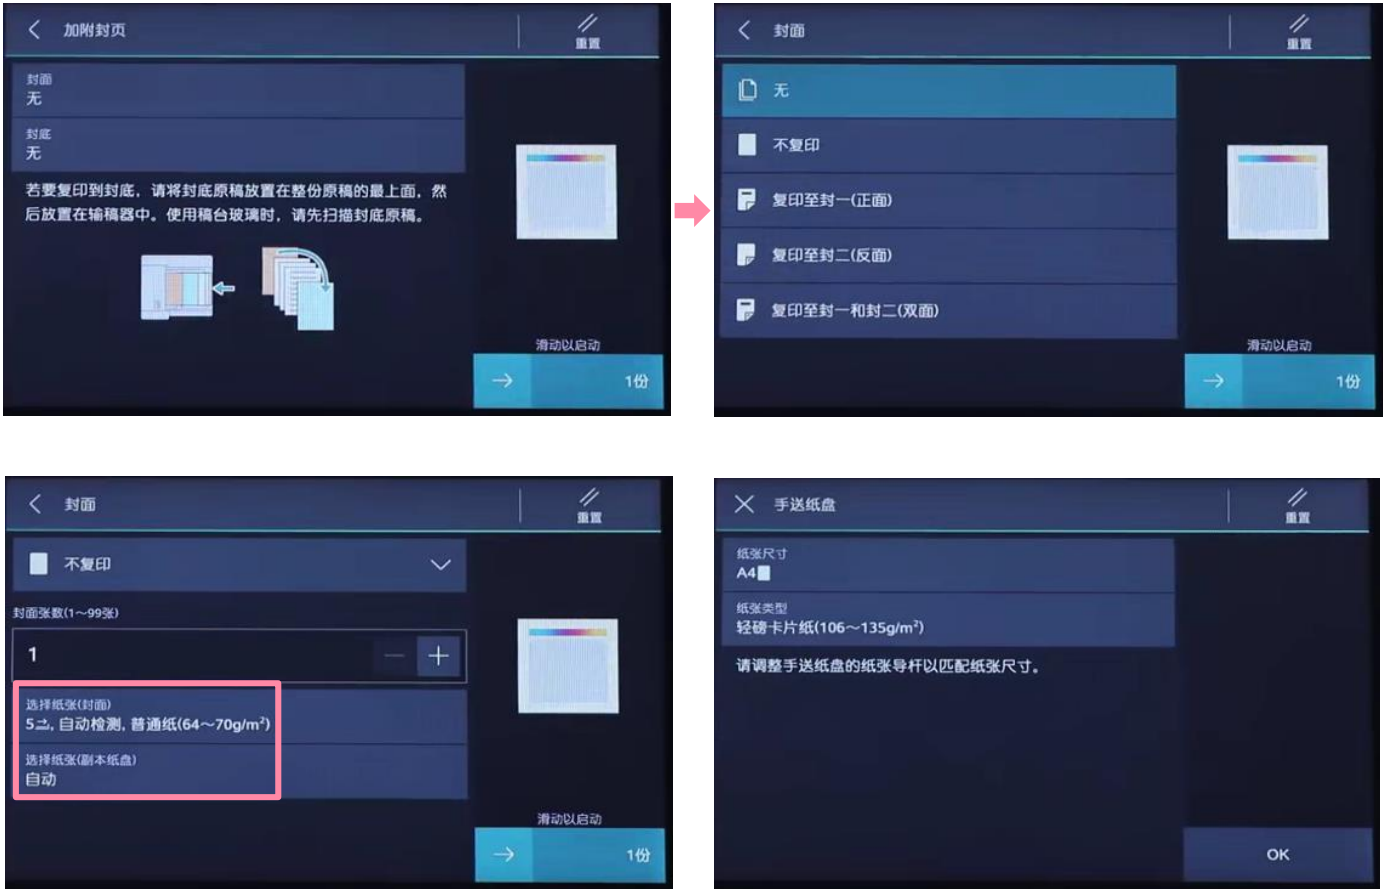 加附封页
重置
封面
无
封底
无
若要复印到封底，请将封底原稿放置在整份原稿的最上面，然
后放置在输稿器中。使用稿台玻璃时，请先扫描封底原稿。
滑动以启动
1份
封面
重置
无
不复印
复印至封一(正面)
复印至封二(反面)
复印至封一和封二(双面)
滑动以启动
1份
封面
重置
不复印
封面张数(1～99张)
1
选择纸张(封面)
5, 自动检测, 普通纸(64～70g/m²)
选择纸张(副本纸盘)
自动
滑动以启动
1份
手送纸盘
重置
纸张尺寸
A4
纸张类型
轻磅卡片纸(106～135g/m²)
请调整手送纸盘的纸张导杆以匹配纸张尺寸。
OK